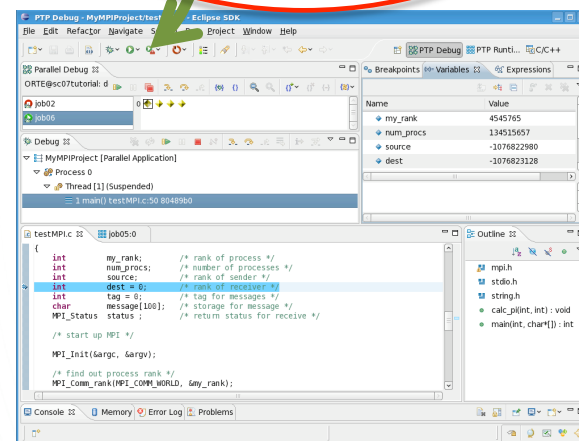 PTP Debug - MyMPIProject/test - Eclipse SDK
File Edit Refactor Navigate S Project Window Help
PTP Debug PTP Runti... C/C++
Parallel Debug
ORTE@sc07tutorial: d
job02 0
job06
Breakpoints Variables Expressions
Name Value
my_rank 4545765
num_procs 134515657
source -1076822980
dest -1076823128
Debug
MyMPIProject [Parallel Application]
Process 0
Thread [1] (Suspended)
1 main() testMPI.c:50 80489b0
testMPI.c job05:0
{
int my_rank; /* rank of process */
int num_procs; /* number of processes */
int source; /* rank of sender */
int dest = 0; /* rank of receiver */
int tag = 0; /* tag for messages */
char message[100]; /* storage for message */
MPI_Status status ; /* return status for receive */
/* start up MPI */
MPI_Init(&argc, &argv);
/* find out process rank */
MPI_Comm_rank(MPI_COMM_WORLD, &my_rank);
Outline
mpi.h
stdio.h
string.h
calc_pi(int, int) : void
main(int, char*[]) : int
Console Memory Error Log Problems